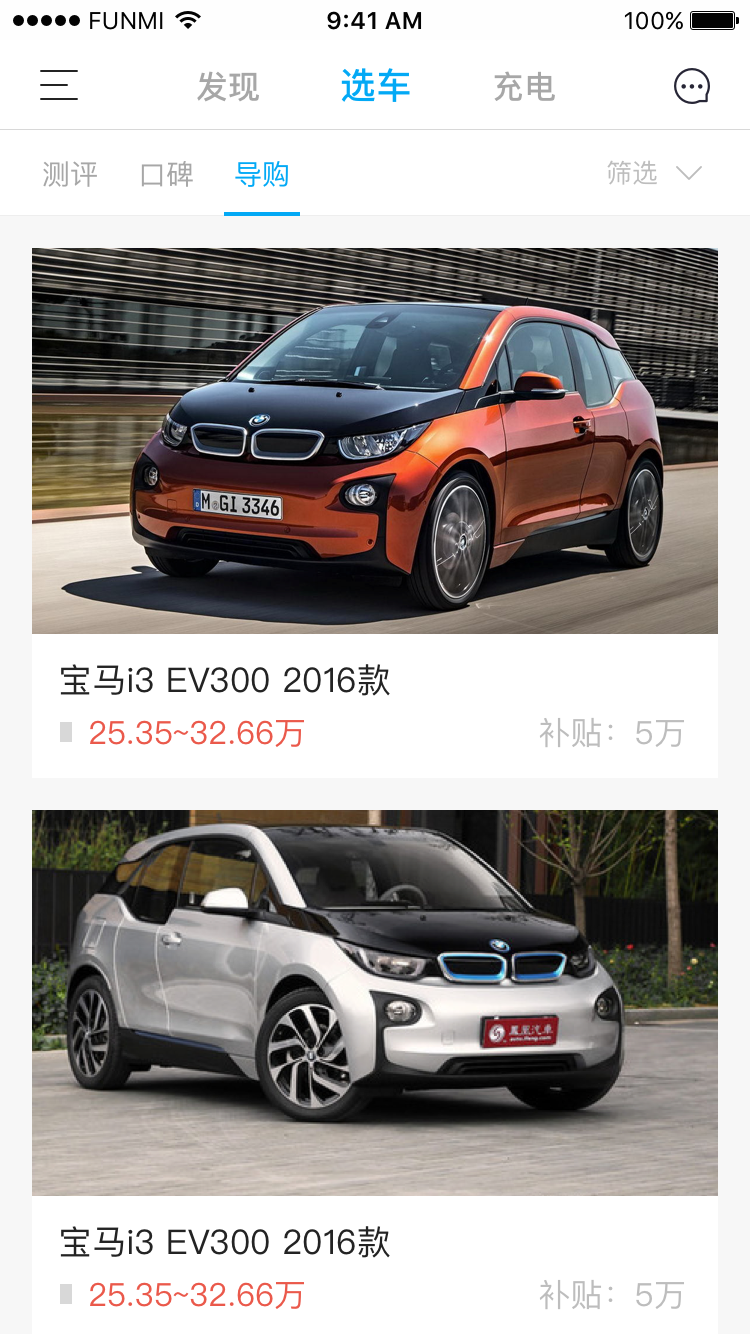 FUNMI 9:41 AM 100%
发现 选车 充电
测评 口碑 导购 筛选
M GI 3346
宝马i3 EV300 2016款
25.35~32.66万 补贴：5万
鳳凰汽車
auto.ifeng.com
宝马i3 EV300 2016款
25.35~32.66万 补贴：5万